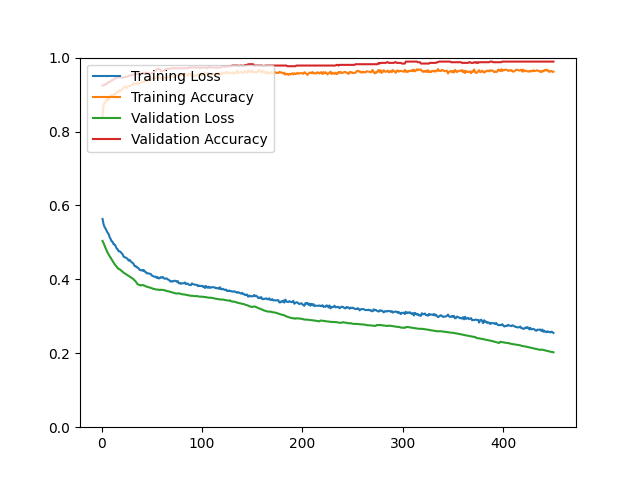 1.0
0.8
0.6
0.4
0.2
0.0
Training Loss
Training Accuracy
Validation Loss
Validation Accuracy
0 100 200 300 400